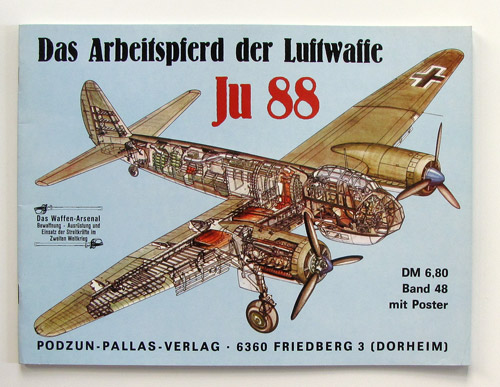 Das Arbeitspferd der Luftwaffe
Ju 88
Das Waffen-Arsenal
Bewaffnung · Ausrüstung und
Einsatz der Streitkräfte im
Zweiten Weltkrieg
DM 6,80
Band 48
mit Poster
PODZUN-PALLAS-VERLAG · 6360 FRIEDBERG 3 (DORHEIM)